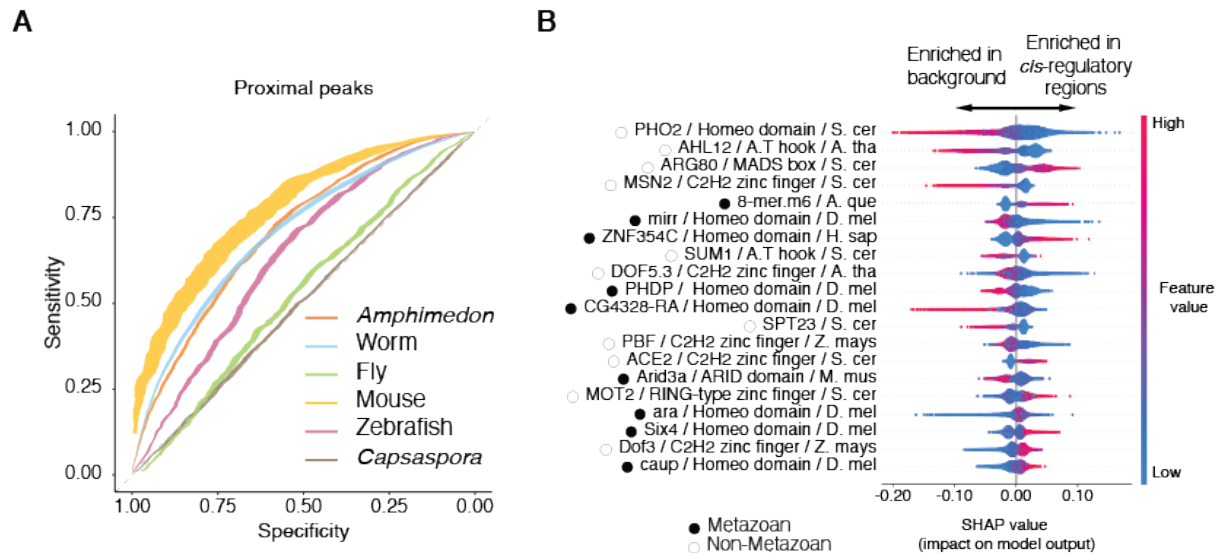 A
Proximal peaks
Sensitivity
1.00
0.75
0.50
0.25
0.00
Amphimedon
Worm
Fly
Mouse
Zebrafish
Capsaspora
1.00
0.75
0.50
0.25
0.00
Specificity
B
Enriched in
background
Enriched in
cis-regulatory
regions
PHO2 / Homeo domain / S. cer
AHL12 / A.T hook / A. tha
ARG80 / MADS box / S. cer
MSN2 / C2H2 zinc finger / S. cer
8-mer.m6 / A. que
mirr / Homeo domain / D. mel
ZNF354C / Homeo domain / H. sap
SUM1 / A.T hook / S. cer
DOF5.3 / C2H2 zinc finger / A. tha
PHDP / Homeo domain / D. mel
CG4328-RA / Homeo domain / D. mel
SPT23 / S. cer
PBF / C2H2 zinc finger / Z. mays
ACE2 / C2H2 zinc finger / S. cer
Arid3a / ARID domain / M. mus
MOT2 / RING-type zinc finger / S. cer
ara / Homeo domain / D. mel
Six4 / Homeo domain / D. mel
Dof3 / C2H2 zinc finger / Z. mays
caup / Homeo domain / D. mel
High
Feature
value
Low
-0.20
-0.10
0.00
0.10
SHAP value
(impact on model output)
Metazoan
Non-Metazoan